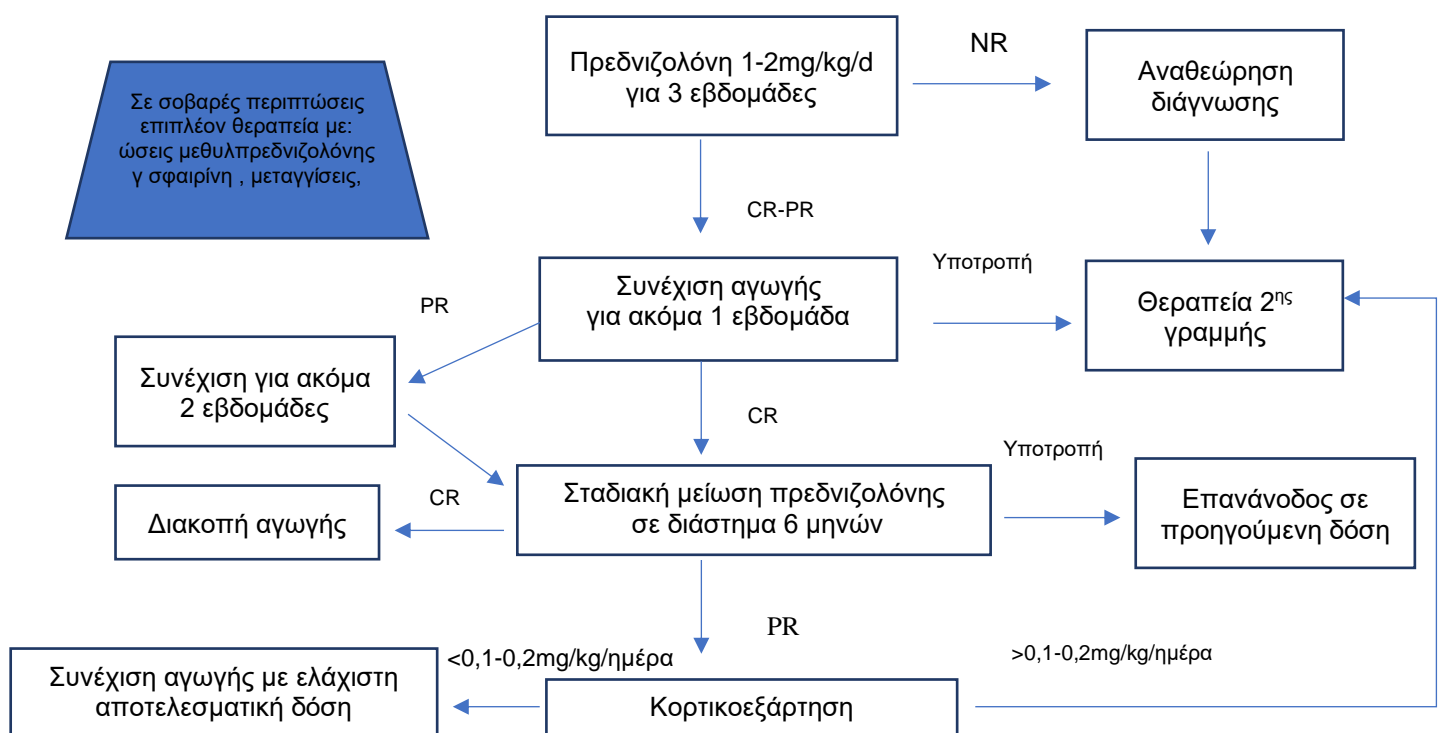 Πρεδνιζολόνη 1-2mg/kg/d
για 3 εβδομάδες
NR
Αναθεώρηση
διάγνωσης
Σε σοβαρές περιπτώσεις
επιπλέον θεραπεία με:
ώσεις μεθυλπρεδνιζολόνης
γ σφαιρίνη , μεταγγίσεις,
CR-PR
Συνέχιση αγωγής
για ακόμα 1 εβδομάδα
Υποτροπή
Θεραπεία 2ης
γραμμής
PR
Συνέχιση για ακόμα
2 εβδομάδες
CR
Υποτροπή
Σταδιακή μείωση πρεδνιζολόνης
σε διάστημα 6 μηνών
CR
Διακοπή αγωγής
Επανάνοδος σε
προηγούμενη δόση
PR
<0,1-0,2mg/kg/ημέρα
>0,1-0,2mg/kg/ημέρα
Συνέχιση αγωγής με ελάχιστη
αποτελεσματική δόση
Κορτικοεξάρτηση